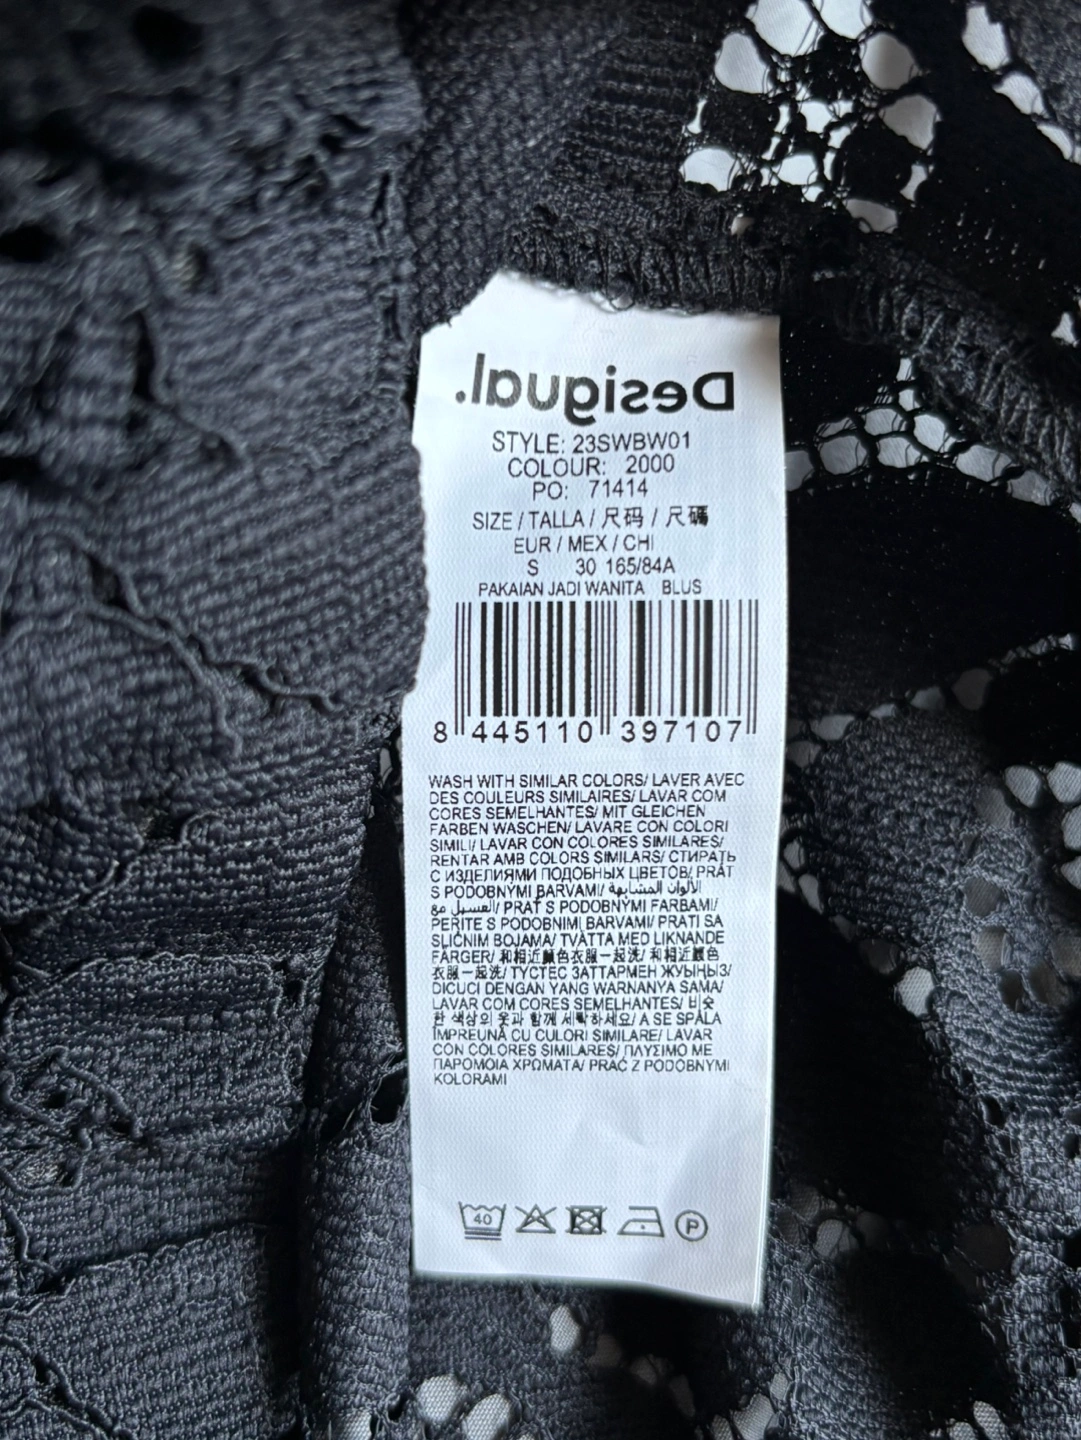 Desigual.
STYLE: 23SWBW01
COLOUR: 2000
PO: 71414
SIZE / TALLA / 尺码 / 尺碼
EUR / MEX / CHI
S 30 165/84A
PAKAIAN JADI WANITA BLUS
8 445110 397107
WASH WITH SIMILAR COLORS/ LAVER AVEC
DES COULEURS SIMILAIRES/ LAVAR COM
CORES SEMELHANTES/ MIT GLEICHEN
FARBEN WASCHEN/ LAVARE CON COLORI
SIMILI/ LAVAR CON COLORES SIMILARES/
RENTAR AMB COLORS SIMILARS/ СТИРАТЬ
С ИЗДЕЛИЯМИ ПОДОБНЫХ ЦВЕТОВ/ PRÁT
S PODOBNÝMI BARVAMI/ الألوان المشابهة
الغسيل مع/ PRAŤ S PODOBNÝMI FARBAMI/
PERITE S PODOBNIMI BARVAMI/ PRATI SA
SLIČNIM BOJAMA/ TVÄTTA MED LIKNANDE
FÄRGER/ 和相近顏色衣服一起洗/ 和相近颜色
衣服一起洗/ ТҮСТЕС ЗАТТАРМЕН ЖУЫҢЫЗ/
DICUCI DENGAN YANG WARNANYA SAMA/
LAVAR COM CORES SEMELHANTES/ 비슷
한 색상의 옷과 함께 세탁하세요/ A SE SPĂLA
ÎMPREUNĂ CU CULORI SIMILARE/ LAVAR
CON COLORES SIMILARES/ ΠΛΥΣΙΜΟ ΜΕ
ΠΑΡΟΜΟΙΑ ΧΡΩΜΑΤΑ/ PRAĆ Z PODOBNYMI
KOLORAMI
40
P